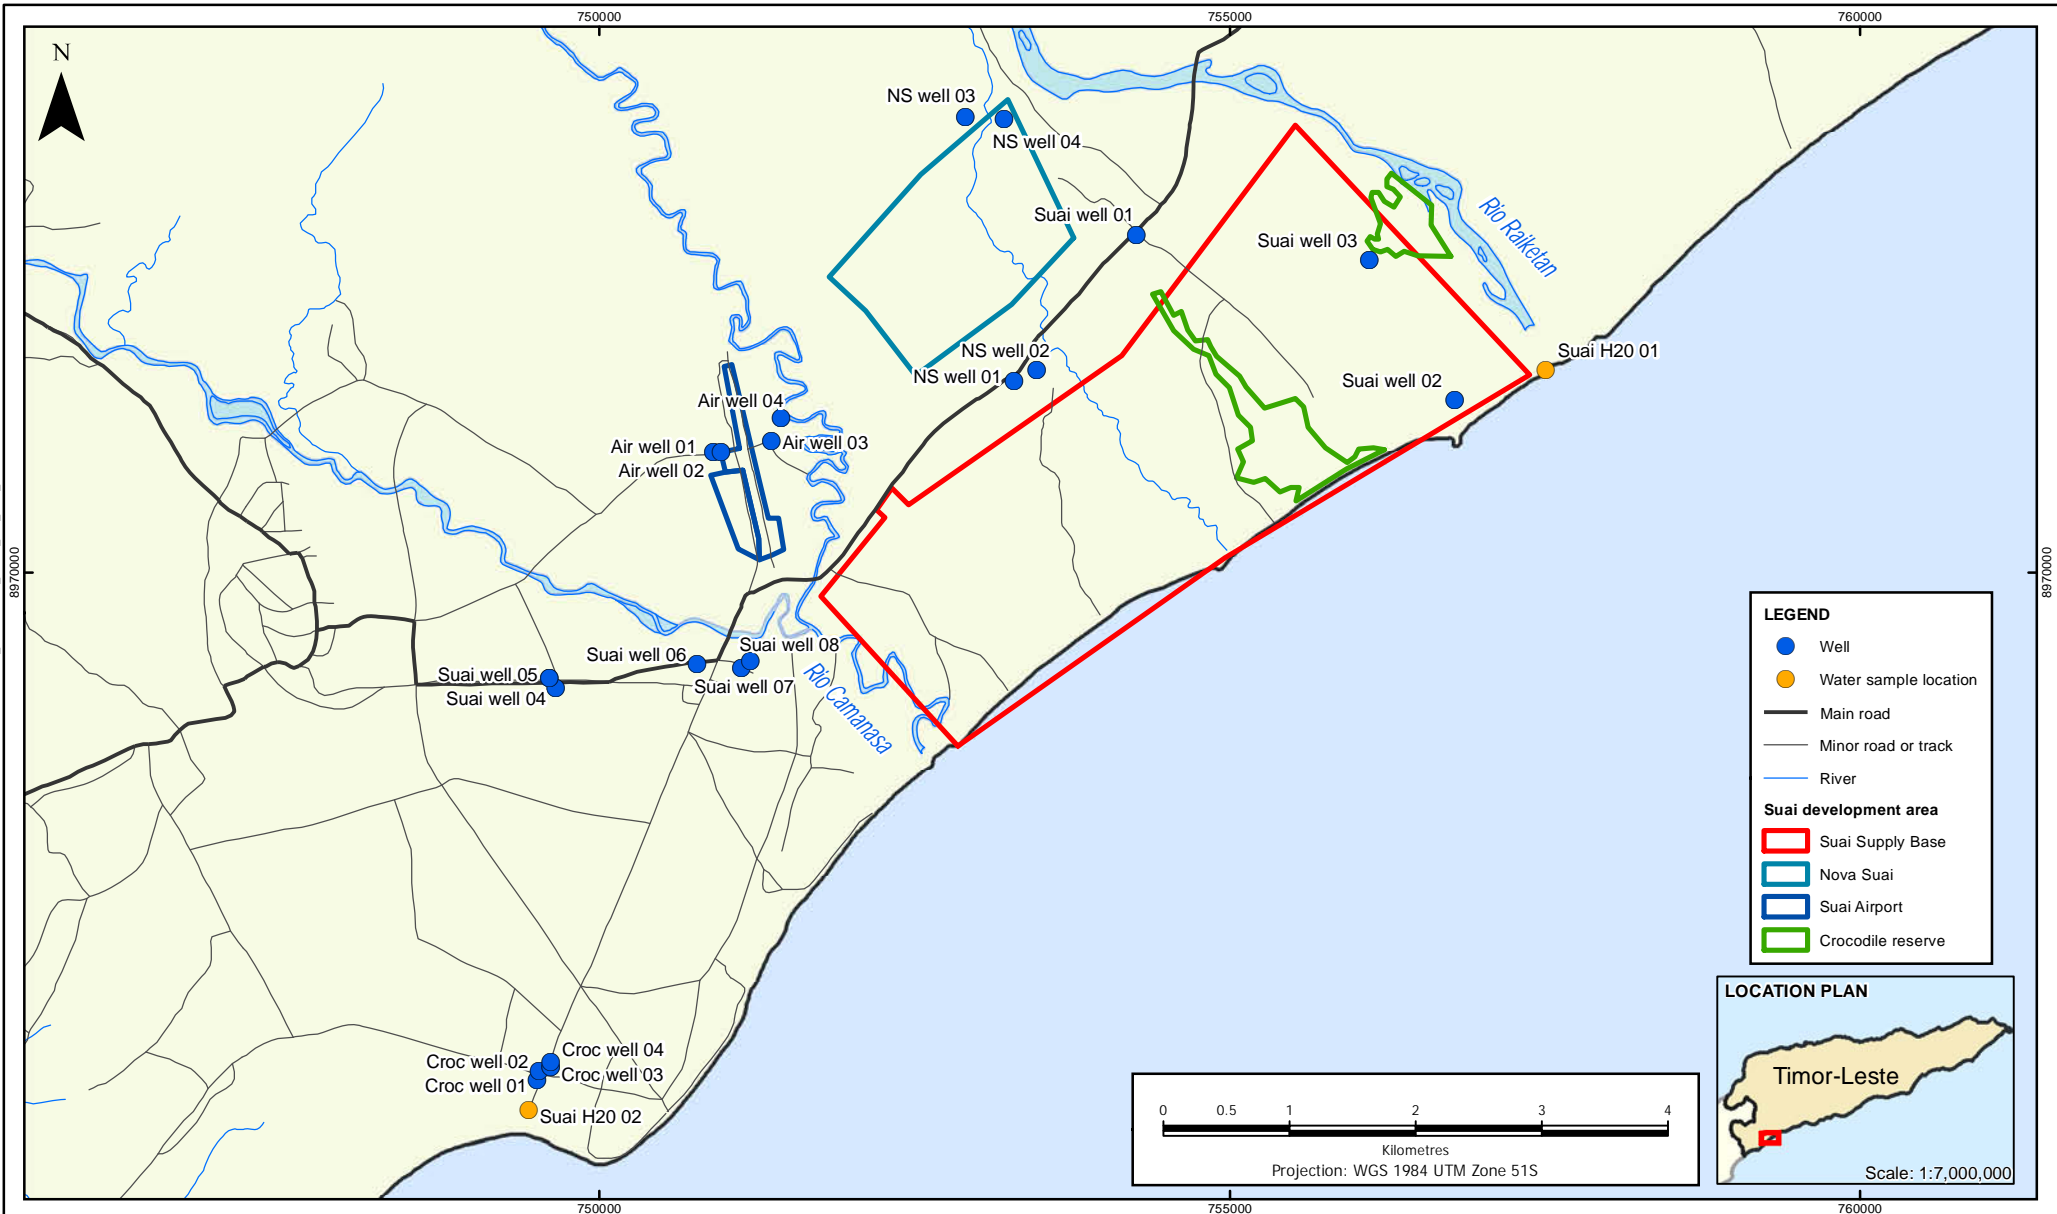 750000
755000
760000
N
NS well 03
NS well 04
Suai well 01
Suai well 03
Rio Raiketan
NS well 02
NS well 01
Suai H20 01
Suai well 02
Air well 04
Air well 03
Air well 01
Air well 02
8970000
8970000
Suai well 08
Suai well 06
Suai well 07
Suai well 05
Suai well 04
Rio Camanasa
Croc well 04
Croc well 02
Croc well 03
Croc well 01
Suai H20 02
LEGEND
Well
Water sample location
Main road
Minor road or track
River
Suai development area
Suai Supply Base
Nova Suai
Suai Airport
Crocodile reserve
LOCATION PLAN
Timor-Leste
Scale: 1:7,000,000
0 0.5 1 2 3 4
Kilometres
Projection: WGS 1984 UTM Zone 51S
750000
755000
760000